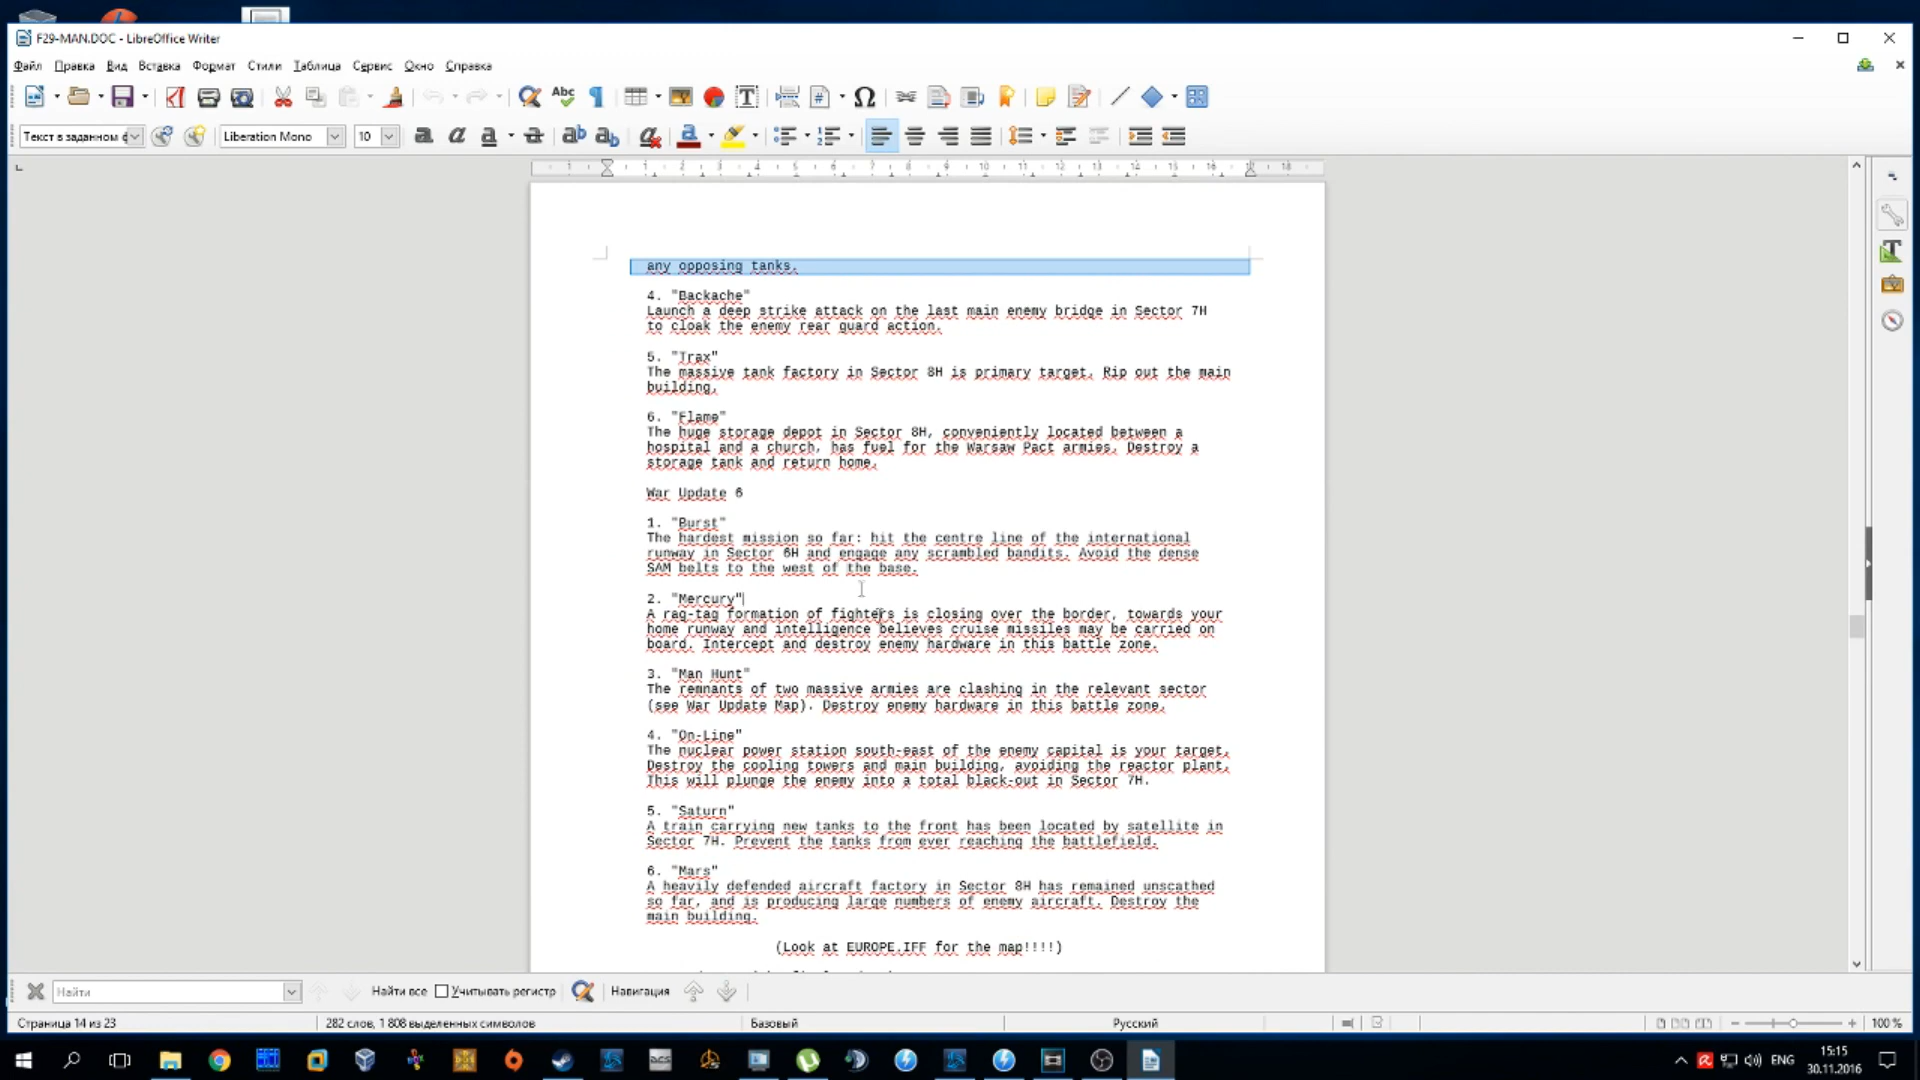 F29-MAN.DOC - LibreOffice Writer
Файл Правка Вид Вставка Формат Стили Таблица Сервис Окно Справка
Текст в заданном ф Liberation Mono 10
any opposing tanks.
4. "Backache"
Launch a deep strike attack on the last main enemy bridge in Sector 7H
to cloak the enemy rear guard action.
5. "Trax"
The massive tank factory in Sector 8H is primary target. Rip out the main
building.
6. "Flame"
The huge storage depot in Sector 8H, conveniently located between a
hospital and a church, has fuel for the Warsaw Pact armies. Destroy a
storage tank and return home.
War Update 6
1. "Burst"
The hardest mission so far: hit the centre line of the international
runway in Sector 6H and engage any scrambled bandits. Avoid the dense
SAM belts to the west of the base.
2. "Mercury"
A rag-tag formation of fighters is closing over the border, towards your
home runway and intelligence believes cruise missiles may be carried on
board. Intercept and destroy enemy hardware in this battle zone.
3. "Man Hunt"
The remnants of two massive armies are clashing in the relevant sector
(see War Update Map). Destroy enemy hardware in this battle zone.
4. "On-Line"
The nuclear power station south-east of the enemy capital is your target.
Destroy the cooling towers and main building, avoiding the reactor plant.
This will plunge the enemy into a total black-out in Sector 7H.
5. "Saturn"
A train carrying new tanks to the front has been located by satellite in
Sector 7H. Prevent the tanks from ever reaching the battlefield.
6. "Mars"
A heavily defended aircraft factory in Sector 8H has remained unscathed
so far, and is producing large numbers of enemy aircraft. Destroy the
main building.
(Look at EUROPE.IFF for the map!!!!)
Найти Найти все Учитывать регистр Навигация
Страница 14 из 23 282 слов, 1 808 выделенных символов Базовый Русский 100 %
ENG 15:15
30.11.2016